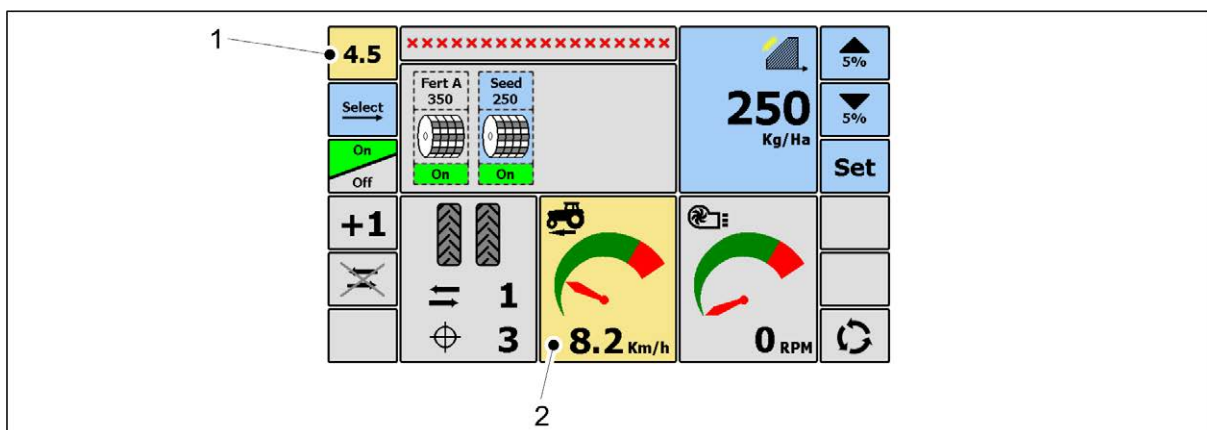 1
4.5
Select
On
Off
+1
Fert A
350
On
Seed
250
On
250
Kg/Ha
5%
5%
Set
1
3
8.2 Km/h
0 RPM
2